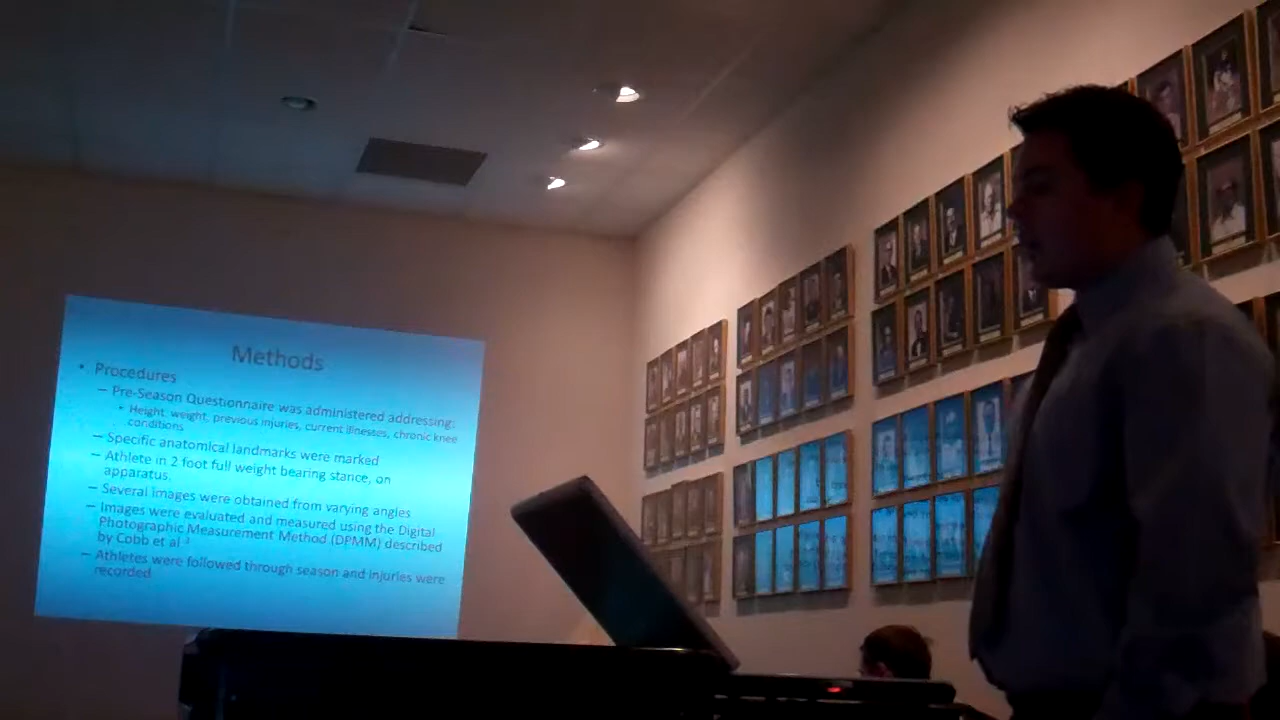 Methods
• Procedures
– Pre-Season Questionnaire was administered addressing:
* Height, weight, previous injuries, current illnesses, chronic knee
conditions
– Specific anatomical landmarks were marked
– Athlete in 2 foot full weight bearing stance, on
apparatus.
– Several images were obtained from varying angles
– Images were evaluated and measured using the Digital
Photographic Measurement Method (DPMM) described
by Cobb et al
– Athletes were followed through season and injuries were
recorded